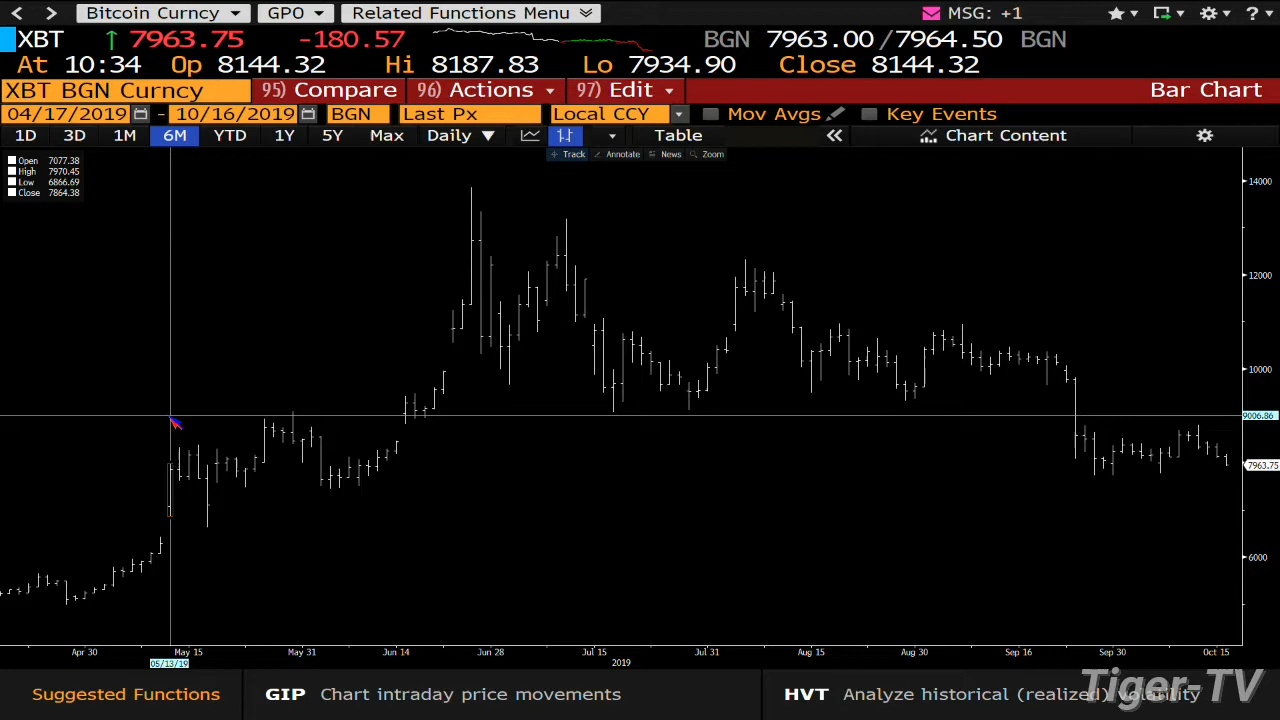 Bitcoin Curncy GPO Related Functions Menu MSG: +1 ?
XBT ↑ 7963.75 -180.57 BGN 7963.00/7964.50 BGN
At 10:34 Op 8144.32 Hi 8187.83 Lo 7934.90 Close 8144.32
XBT BGN Curncy 95) Compare 96) Actions 97) Edit Bar Chart
04/17/2019 - 10/16/2019 BGN Last Px Local CCY Mov Avgs Key Events
1D 3D 1M 6M YTD 1Y 5Y Max Daily ▼ Table « Chart Content
Track Annotate News Zoom
Open 7077.38
High 7970.45
Low 6866.69
Close 7864.39
14000
12000
10000
9006.86
7963.75
6000
Apr 30 May 15 May 31 Jun 14 Jun 28 Jul 15 Jul 31 Aug 15 Aug 30 Sep 16 Sep 30 Oct 15
05/13/19 2019
Suggested Functions GIP Chart intraday price movements HVT Analyze historical (realized) volatility
Tiger-TV